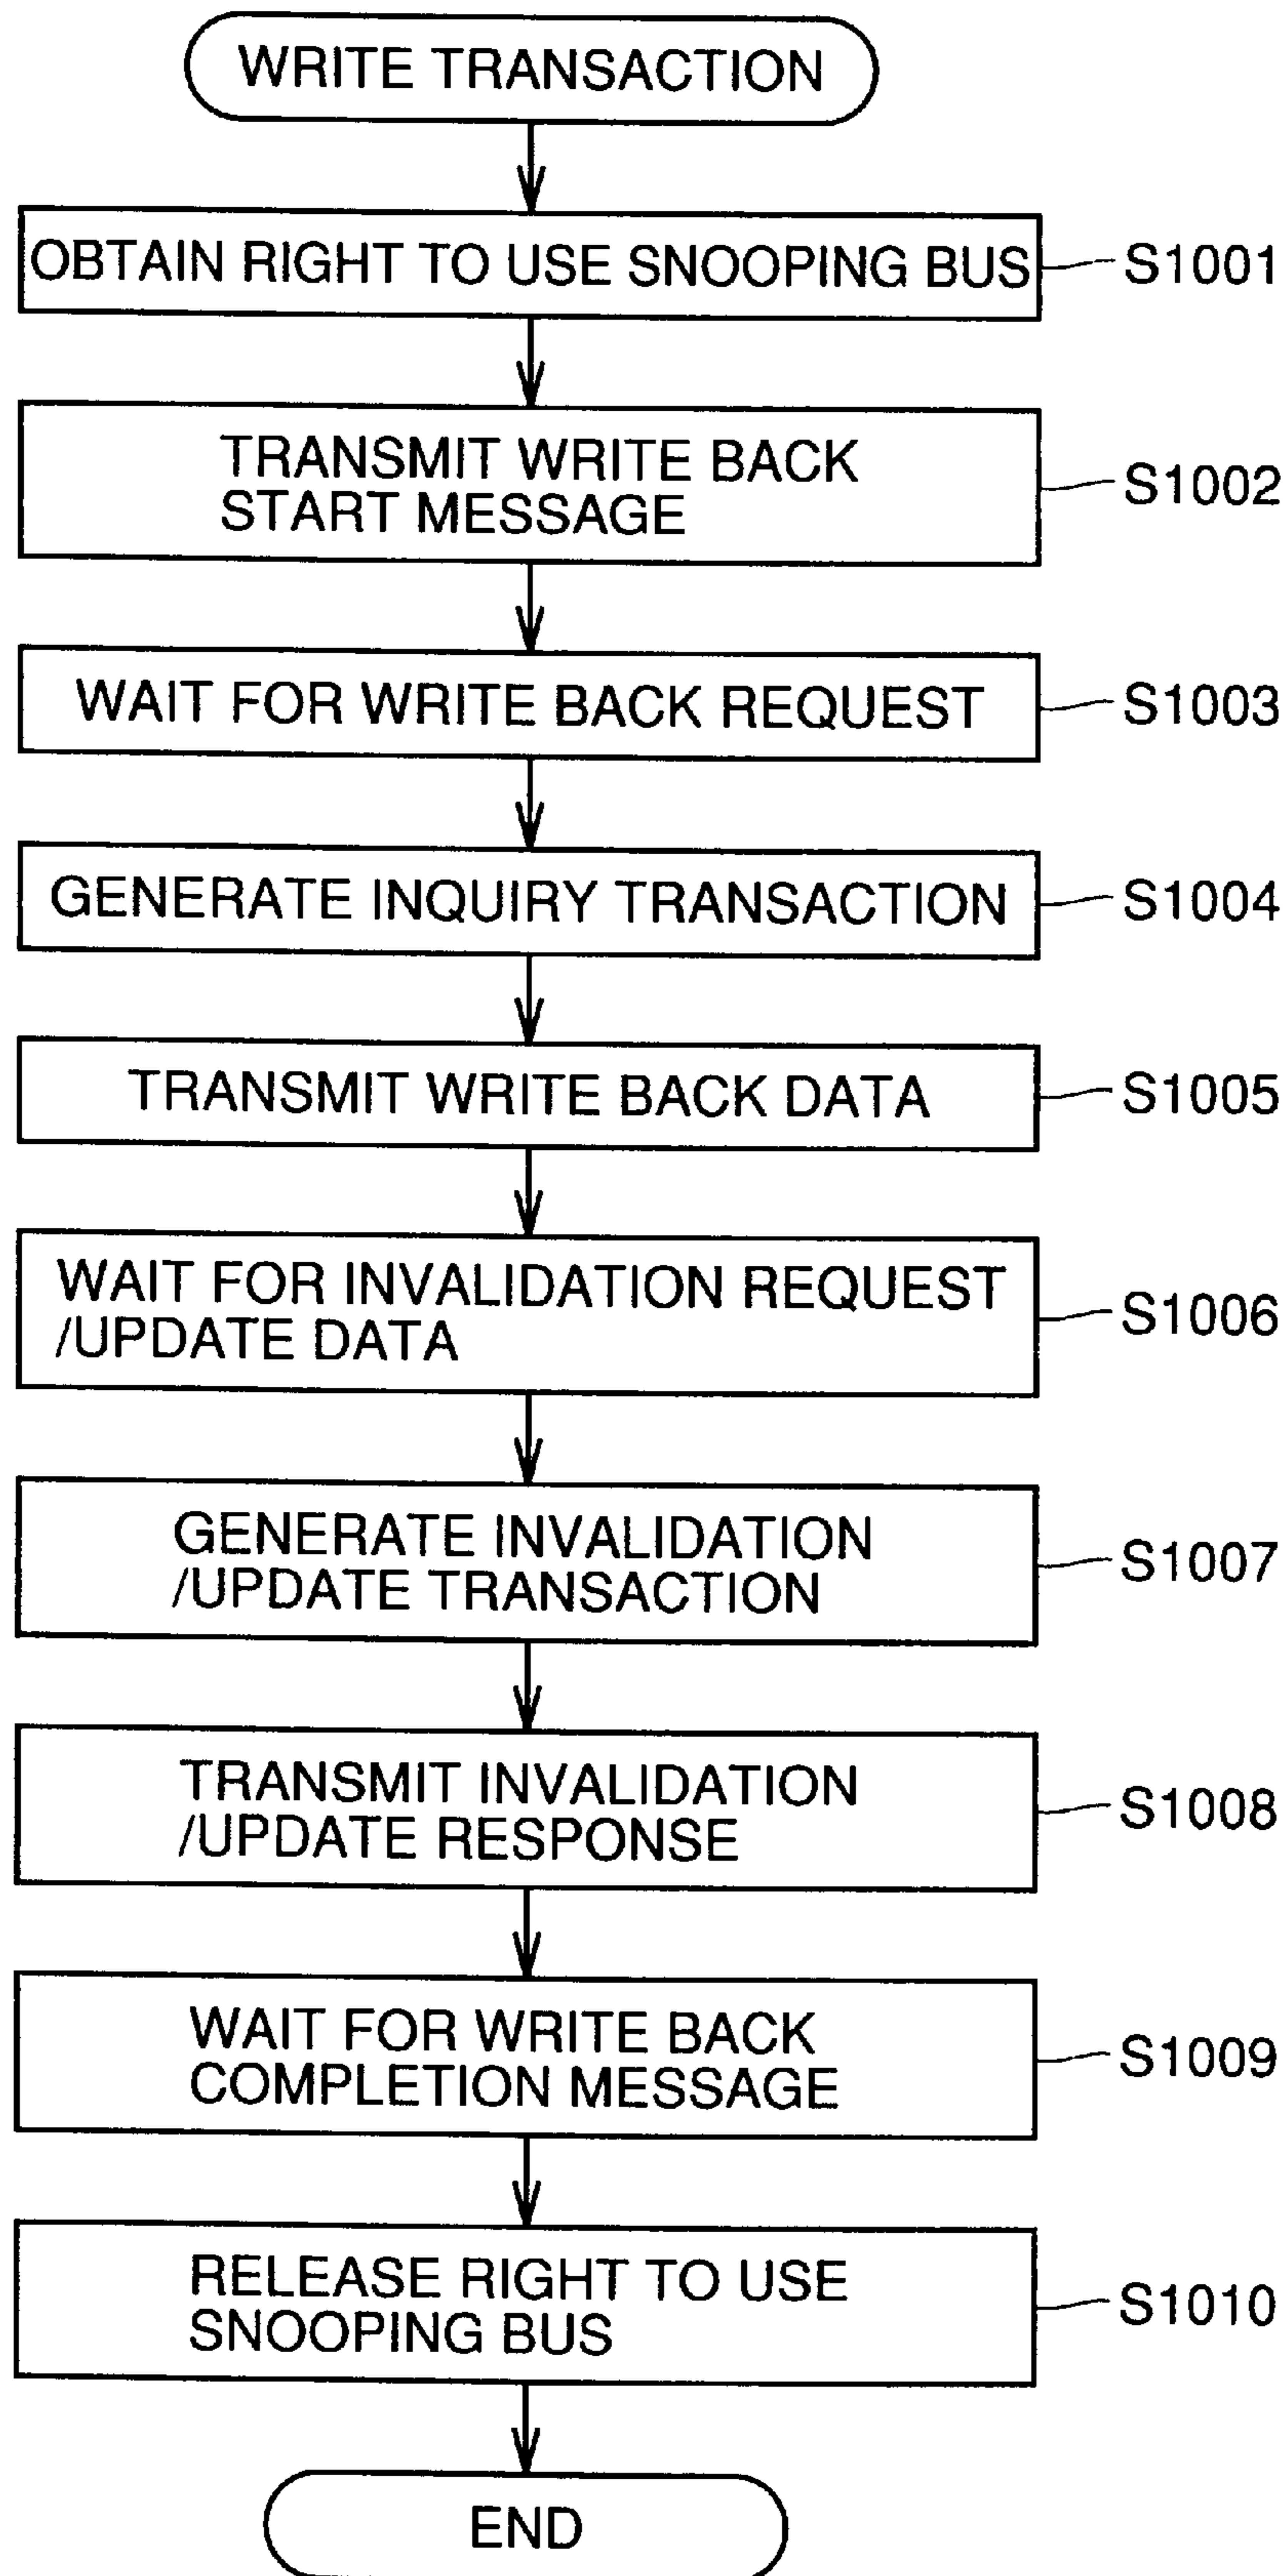 WRITE TRANSACTION
OBTAIN RIGHT TO USE SNOOPING BUS
S1001
TRANSMIT WRITE BACK
START MESSAGE
S1002
WAIT FOR WRITE BACK REQUEST
S1003
GENERATE INQUIRY TRANSACTION
S1004
TRANSMIT WRITE BACK DATA
S1005
WAIT FOR INVALIDATION REQUEST
/UPDATE DATA
S1006
GENERATE INVALIDATION
/UPDATE TRANSACTION
S1007
TRANSMIT INVALIDATION
/UPDATE RESPONSE
S1008
WAIT FOR WRITE BACK
COMPLETION MESSAGE
S1009
RELEASE RIGHT TO USE
SNOOPING BUS
S1010
END